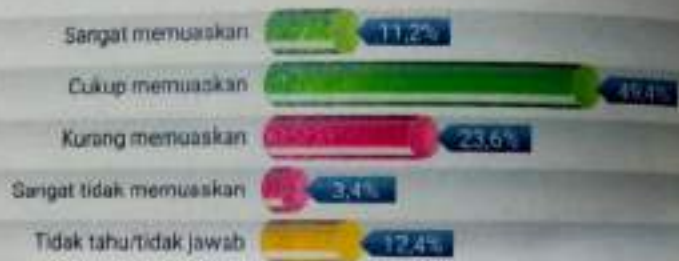 Sangat memuaskan 11,2%
Cukup memuaskan 49,4%
Kurang memuaskan 23,6%
Sangat tidak memuaskan 3,4%
Tidak tahu/tidak jawab 12,4%